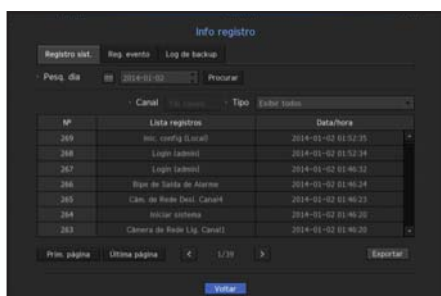 Info registro
Registro sist. Reg. evento Log de backup
Pesq. dia 2014-01-02 Procurar
Canal Tipo Exibir todos
Nº Lista registros Data/hora
269 Inic. config (Local) 2014-01-02 01:52:35
268 Login (admin) 2014-01-02 01:52:34
267 Login (admin) 2014-01-02 01:46:32
266 Bipe de Saída de Alarme 2014-01-02 01:46:24
265 Câm. de Rede Desl. Canal4 2014-01-02 01:46:23
264 Iniciar sistema 2014-01-02 01:46:20
263 Câmera de Rede Lig. Canal1 2014-01-02 01:46:20
Prim. página Última página < 1/39 > Exportar
Voltar